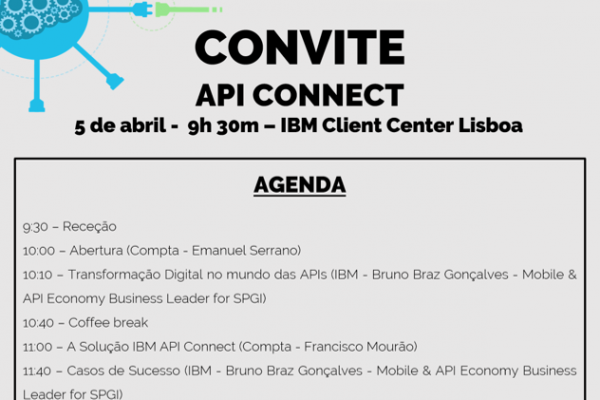 CONVITE
API CONNECT
5 de abril - 9h 30m – IBM Client Center Lisboa
AGENDA
9:30 – Receção
10:00 – Abertura (Compta - Emanuel Serrano)
10:10 – Transformação Digital no mundo das APIs (IBM - Bruno Braz Gonçalves - Mobile &
API Economy Business Leader for SPGI)
10:40 – Coffee break
11:00 – A Solução IBM API Connect (Compta - Francisco Mourão)
11:40 – Casos de Sucesso (IBM - Bruno Braz Gonçalves - Mobile & API Economy Business
Leader for SPGI)